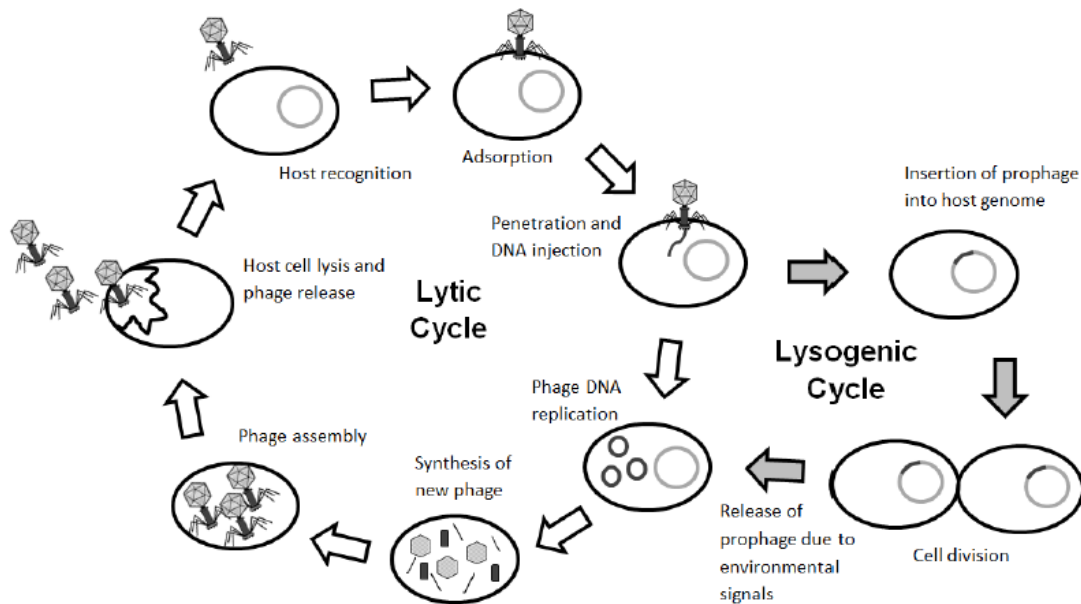 Host recognition
Adsorption
Penetration and
DNA injection
Insertion of prophage
into host genome
Host cell lysis and
phage release
Lytic
Cycle
Lysogenic
Cycle
Phage DNA
replication
Phage assembly
Synthesis of
new phage
Release of
prophage due to
environmental
signals
Cell division